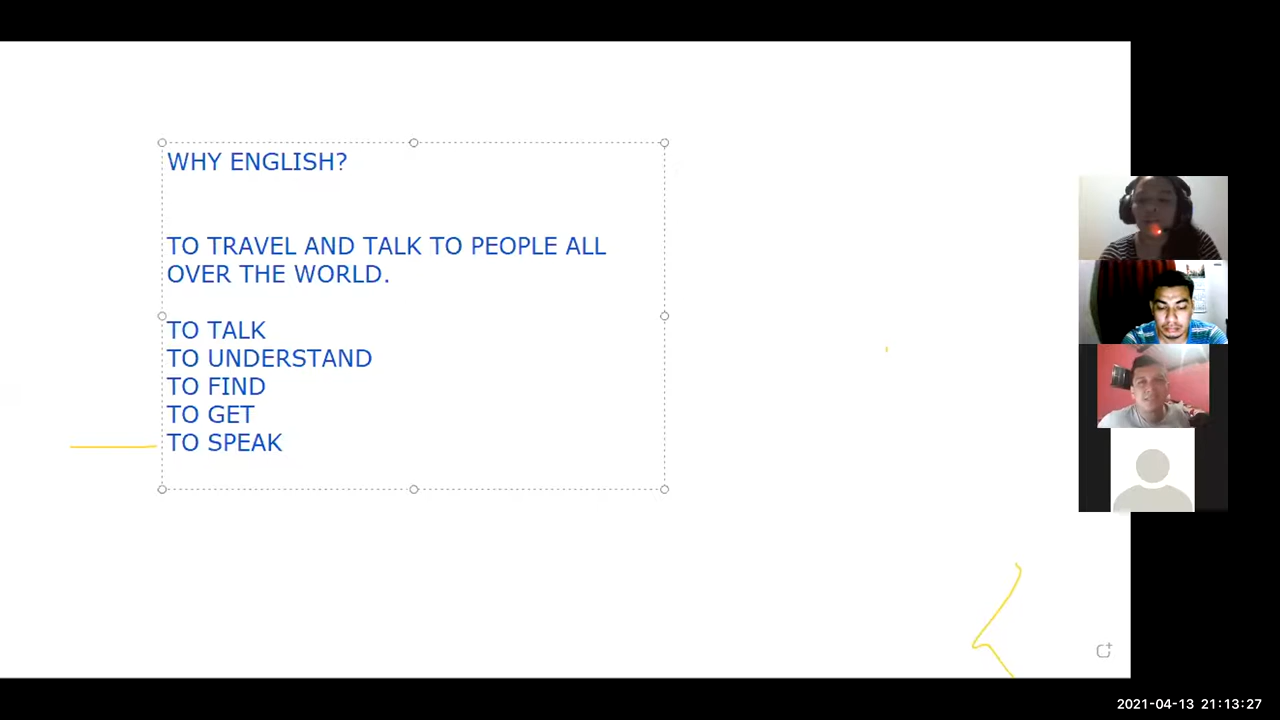 WHY ENGLISH?
TO TRAVEL AND TALK TO PEOPLE ALL
OVER THE WORLD.
TO TALK
TO UNDERSTAND
TO FIND
TO GET
TO SPEAK
2021-04-13 21:13:27